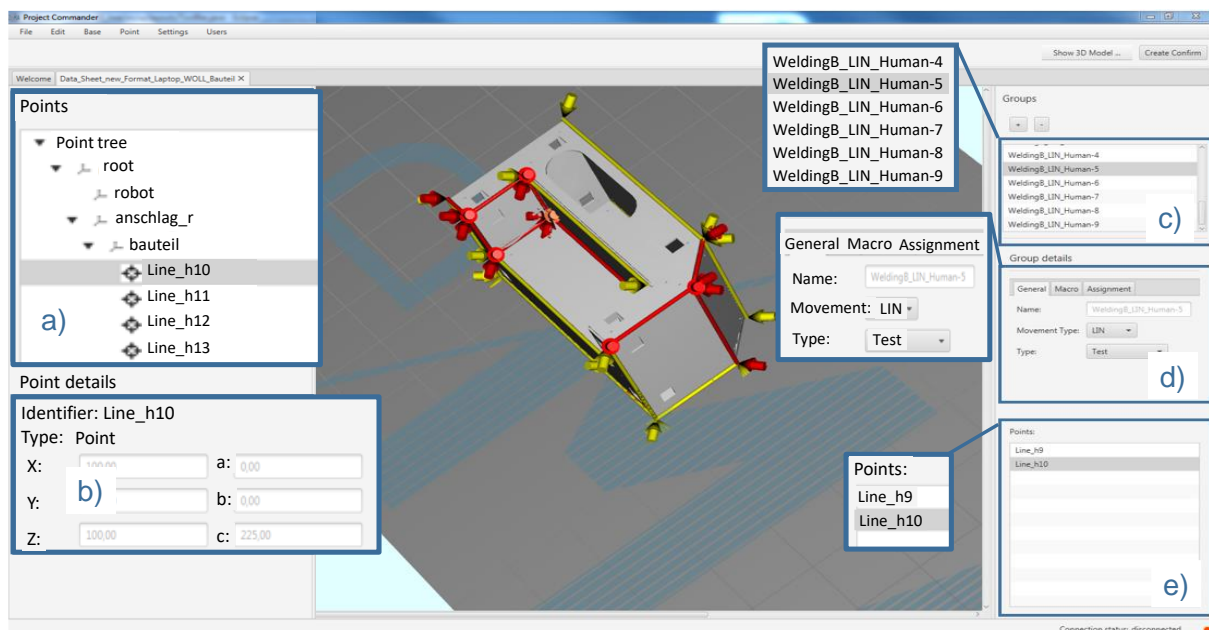 Project Commander
File Edit Base Point Settings Users
Show 3D Model ... Create Confirm
Welcome Data_Sheet_new_Format_Laptop_WOLL_Bauteil X
Points
Point tree
root
robot
anschlag_r
bauteil
Line_h10
Line_h11
Line_h12
Line_h13
a)
Point details
Identifier: Line_h10
Type: Point
X: 100,00 a: 0,00
Y: b: 0,00
Z: 100,00 c: 225,00
b)
WeldingB_LIN_Human-4
WeldingB_LIN_Human-5
WeldingB_LIN_Human-6
WeldingB_LIN_Human-7
WeldingB_LIN_Human-8
WeldingB_LIN_Human-9
General Macro Assignment
Name: WeldingB_LIN_Human-5
Movement: LIN
Type: Test
Points:
Line_h9
Line_h10
Groups
+ -
WeldingB_LIN_Human-4
WeldingB_LIN_Human-5
WeldingB_LIN_Human-6
WeldingB_LIN_Human-7
WeldingB_LIN_Human-8
WeldingB_LIN_Human-9
c)
Group details
General Macro Assignment
Name: WeldingB_LIN_Human-5
Movement Type: LIN
Type: Test
d)
Points:
Line_h9
Line_h10
e)
Connection status: disconnected